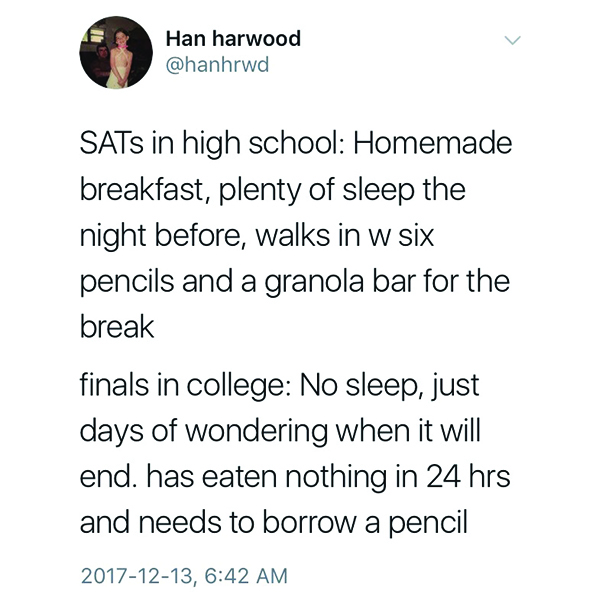 Han harwood
@hanhrwd
SATs in high school: Homemade
breakfast, plenty of sleep the
night before, walks in w six
pencils and a granola bar for the
break
finals in college: No sleep, just
days of wondering when it will
end. has eaten nothing in 24 hrs
and needs to borrow a pencil
2017-12-13, 6:42 AM